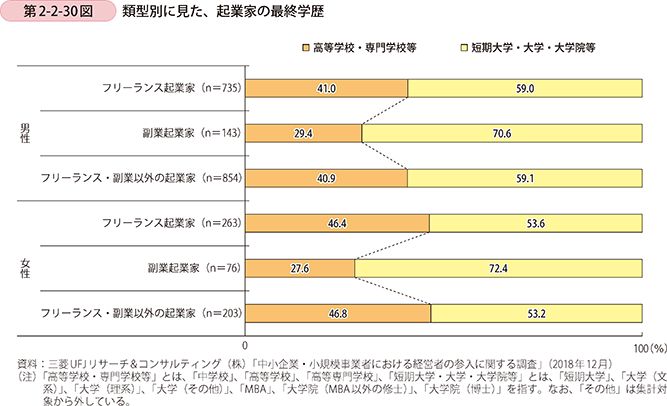 第2-2-30図 類型別に見た、起業家の最終学歴
高等学校・専門学校等 短期大学・大学・大学院等
男性
フリーランス起業家（n＝735） 41.0 59.0
副業起業家（n＝143） 29.4 70.6
フリーランス・副業以外の起業家（n＝854） 40.9 59.1
女性
フリーランス起業家（n＝263） 46.4 53.6
副業起業家（n＝76） 27.6 72.4
フリーランス・副業以外の起業家（n＝203） 46.8 53.2
0 100(％)
資料：三菱UFJリサーチ＆コンサルティング（株）「中小企業・小規模事業者における経営者の参入に関する調査」（2018年12月）
（注）「高等学校・専門学校等」とは、「中学校」、「高等学校」、「高等専門学校」、「短期大学・大学・大学院等」とは、「短期大学」、「大学（文
系）」、「大学（理系）」、「大学（その他）」、「MBA」、「大学院（MBA以外の修士）」、「大学院（博士）」を指す。なお、「その他」は集計対
象から外している。